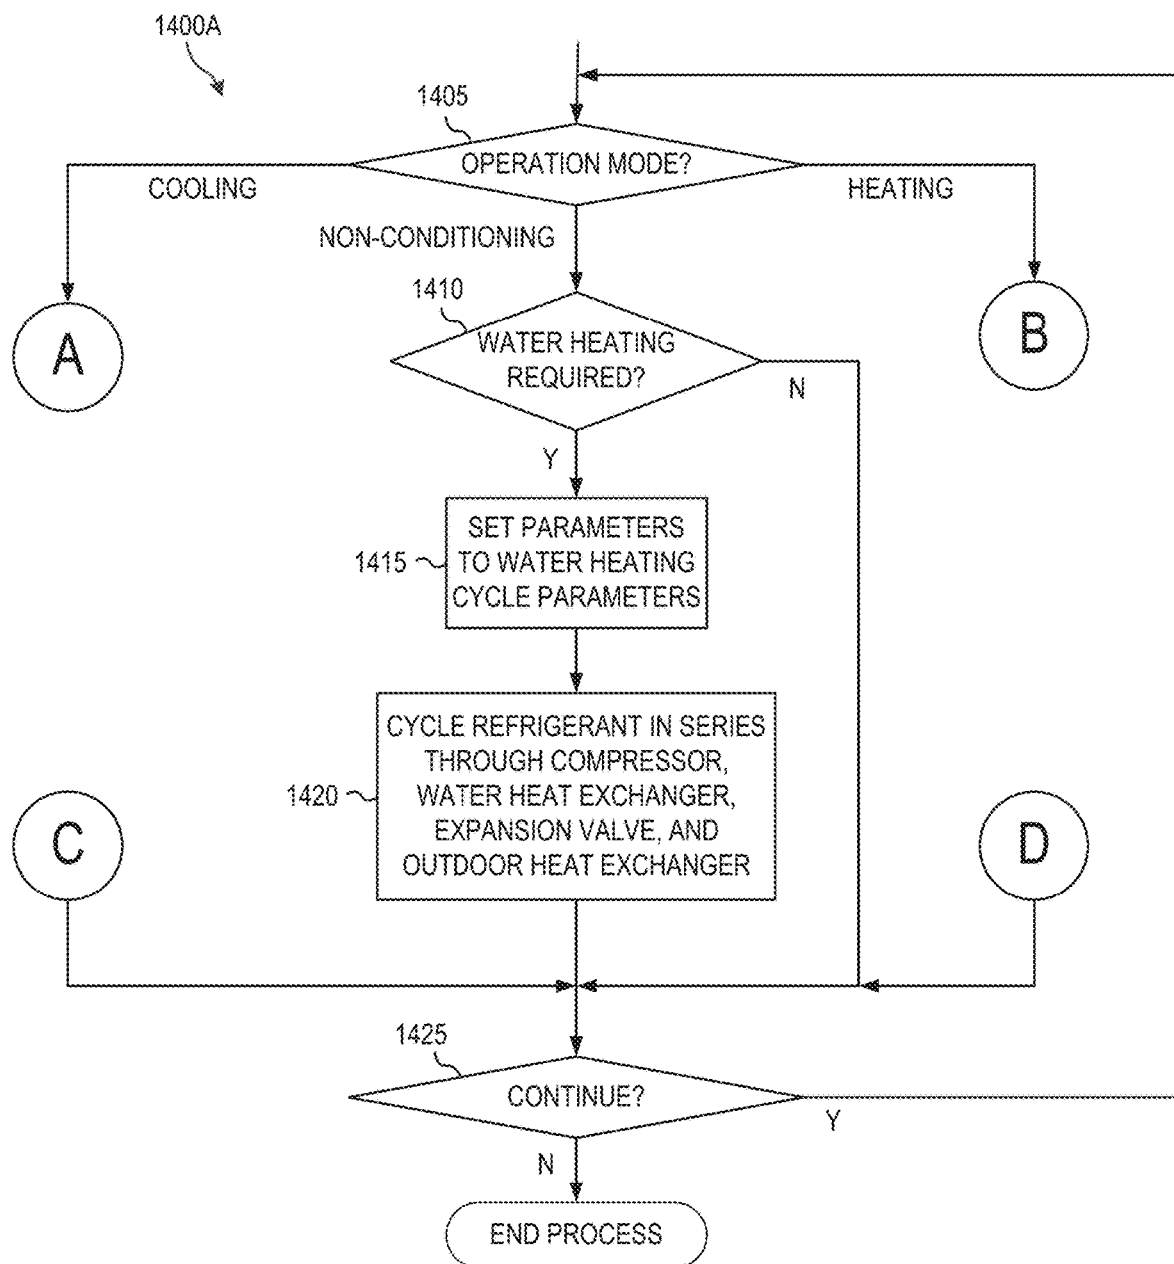 1400A
1405
OPERATION MODE?
COOLING
HEATING
NON-CONDITIONING
1410
A
WATER HEATING
REQUIRED?
B
N
Y
1415
SET PARAMETERS
TO WATER HEATING
CYCLE PARAMETERS
1420
CYCLE REFRIGERANT IN SERIES
THROUGH COMPRESSOR,
WATER HEAT EXCHANGER,
EXPANSION VALVE, AND
OUTDOOR HEAT EXCHANGER
C
D
1425
CONTINUE?
Y
N
END PROCESS